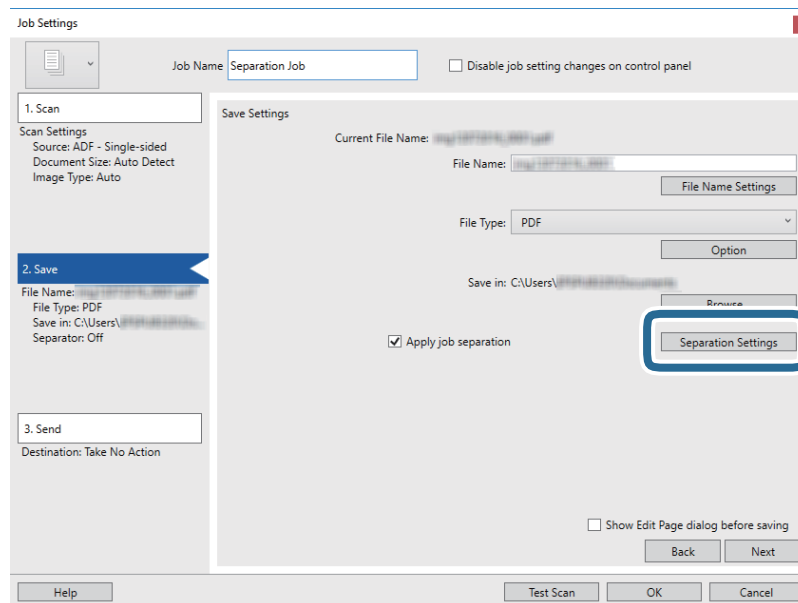 Job Settings
Job Name Separation Job Disable job setting changes on control panel
1. Scan
Scan Settings
Source: ADF - Single-sided
Document Size: Auto Detect
Image Type: Auto
2. Save
File Name:
File Type: PDF
Save in: C:\Users\
Separator: Off
3. Send
Destination: Take No Action
Save Settings
Current File Name:
File Name:
File Name Settings
File Type: PDF
Option
Save in: C:\Users\
Browse
Apply job separation Separation Settings
Show Edit Page dialog before saving
Back Next
Help Test Scan OK Cancel